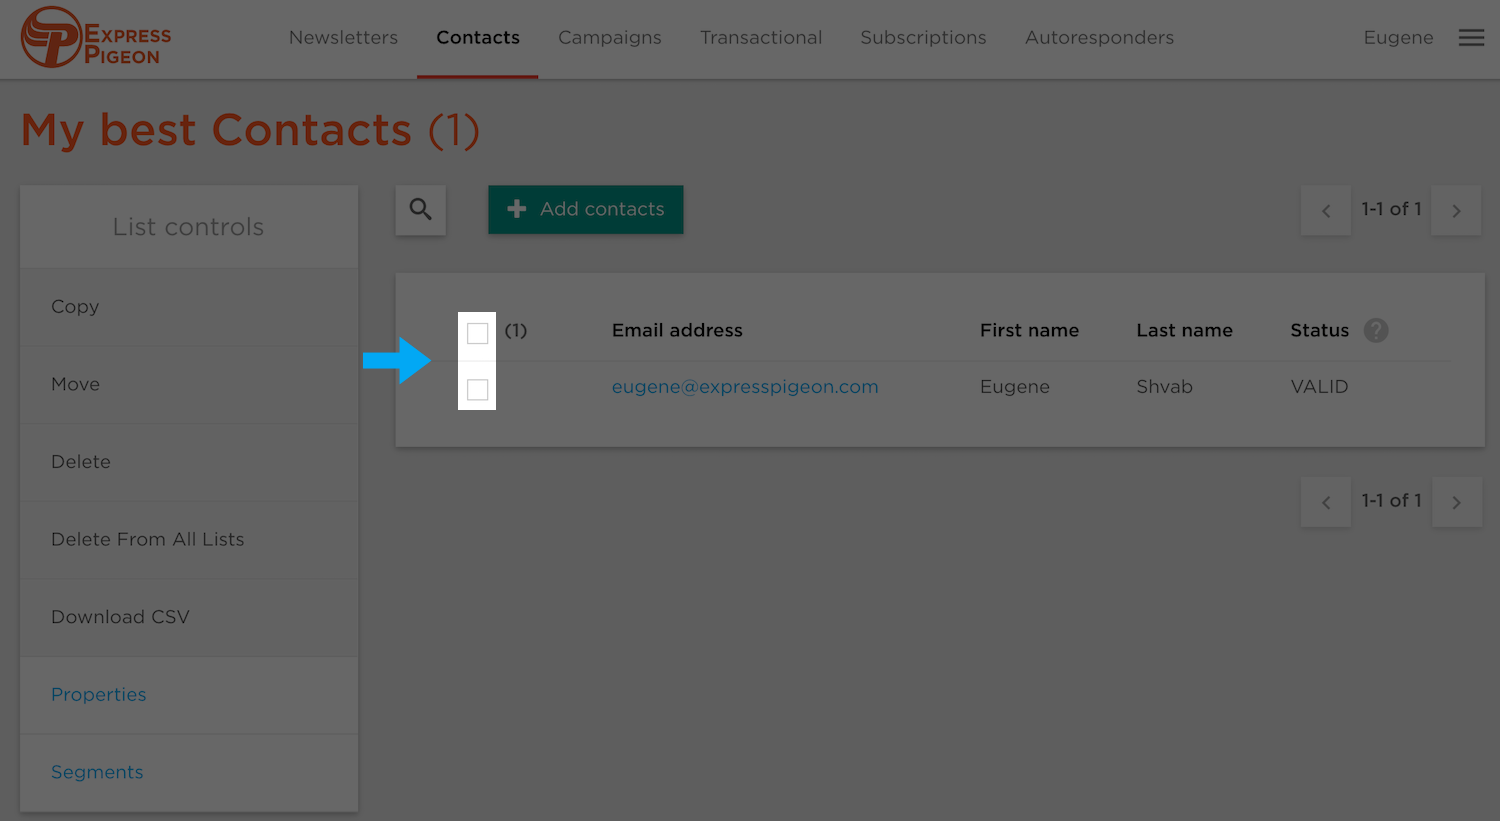 EXPRESS
PIGEON
Newsletters Contacts Campaigns Transactional Subscriptions Autoresponders Eugene
My best Contacts (1)
List controls
Copy
Move
Delete
Delete From All Lists
Download CSV
Properties
Segments
+ Add contacts
< 1-1 of 1 >
(1) Email address First name Last name Status ?
eugene@expresspigeon.com Eugene Shvab VALID
< 1-1 of 1 >